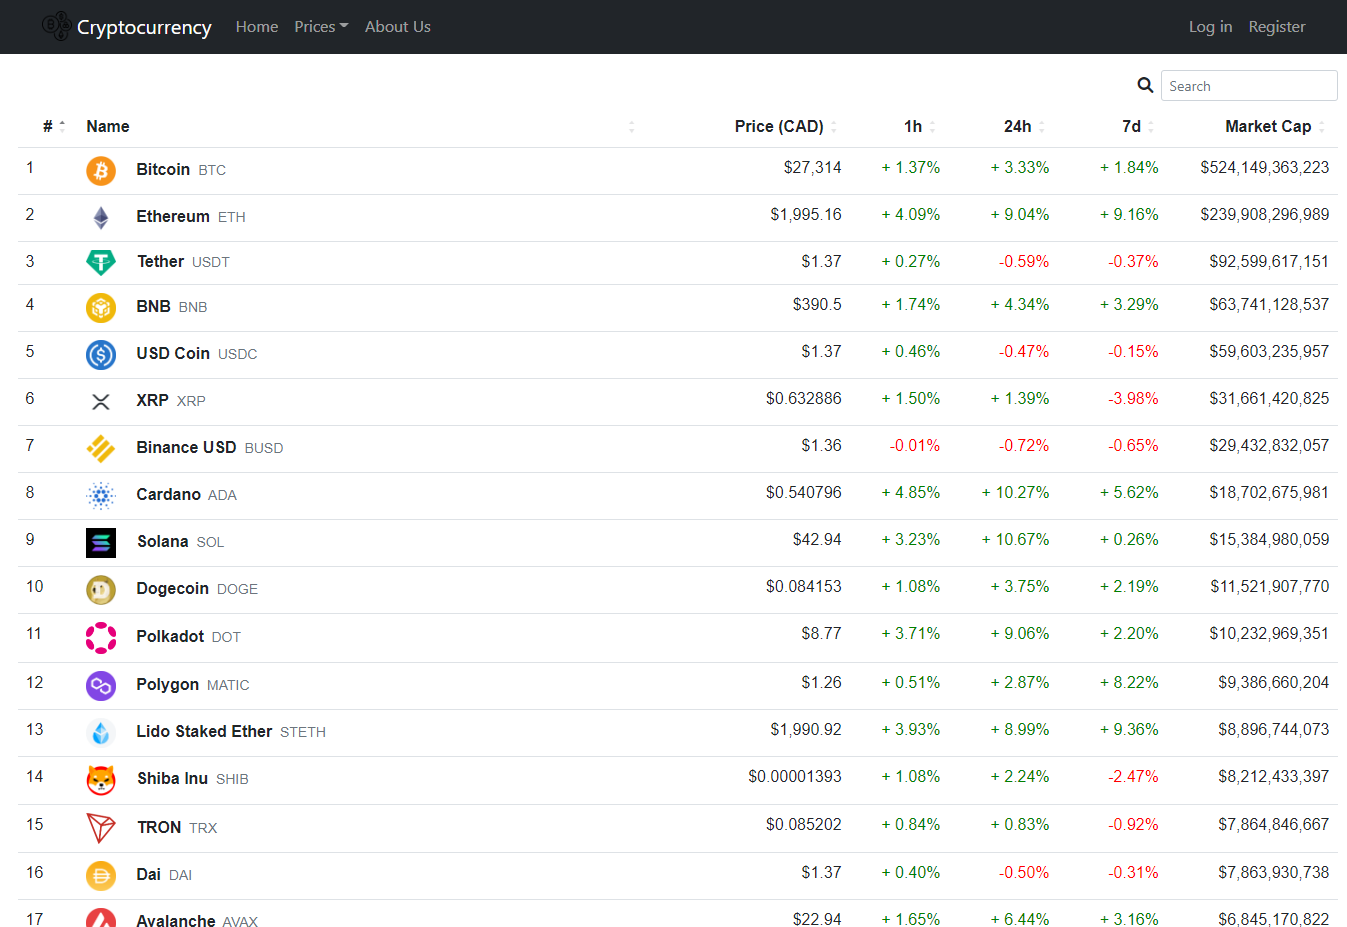 Cryptocurrency Home Prices About Us Log in Register
Search
# Name Price (CAD) 1h 24h 7d Market Cap
1 Bitcoin BTC $27,314 + 1.37% + 3.33% + 1.84% $524,149,363,223
2 Ethereum ETH $1,995.16 + 4.09% + 9.04% + 9.16% $239,908,296,989
3 Tether USDT $1.37 + 0.27% -0.59% -0.37% $92,599,617,151
4 BNB BNB $390.5 + 1.74% + 4.34% + 3.29% $63,741,128,537
5 USD Coin USDC $1.37 + 0.46% -0.47% -0.15% $59,603,235,957
6 XRP XRP $0.632886 + 1.50% + 1.39% -3.98% $31,661,420,825
7 Binance USD BUSD $1.36 -0.01% -0.72% -0.65% $29,432,832,057
8 Cardano ADA $0.540796 + 4.85% + 10.27% + 5.62% $18,702,675,981
9 Solana SOL $42.94 + 3.23% + 10.67% + 0.26% $15,384,980,059
10 Dogecoin DOGE $0.084153 + 1.08% + 3.75% + 2.19% $11,521,907,770
11 Polkadot DOT $8.77 + 3.71% + 9.06% + 2.20% $10,232,969,351
12 Polygon MATIC $1.26 + 0.51% + 2.87% + 8.22% $9,386,660,204
13 Lido Staked Ether STETH $1,990.92 + 3.93% + 8.99% + 9.36% $8,896,744,073
14 Shiba Inu SHIB $0.00001393 + 1.08% + 2.24% -2.47% $8,212,433,397
15 TRON TRX $0.085202 + 0.84% + 0.83% -0.92% $7,864,846,667
16 Dai DAI $1.37 + 0.40% -0.50% -0.31% $7,863,930,738
17 Avalanche AVAX $22.94 + 1.65% + 6.44% + 3.16% $6,845,170,822